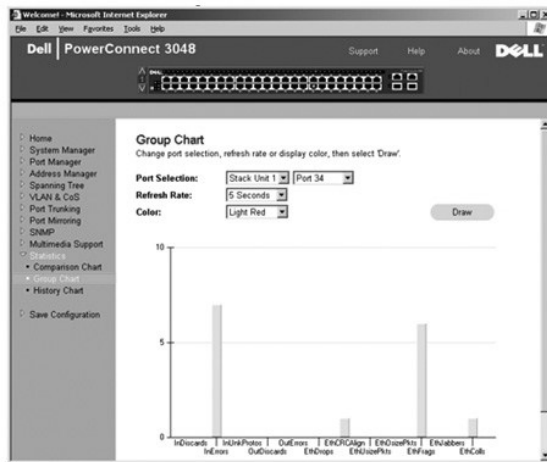 Welcome! - Microsoft Internet Explorer
File Edit View Favorites Tools Help
Dell PowerConnect 3048
Support Help About DELL
Home
System Manager
Port Manager
Address Manager
Spanning Tree
VLAN & CoS
Port Trunking
Port Mirroring
SNMP
Multimedia Support
Statistics
Comparison Chart
Group Chart
History Chart
Save Configuration
Group Chart
Change port selection, refresh rate or display color, then select 'Draw'.
Port Selection: Stack Unit 1 Port 34
Refresh Rate: 5 Seconds
Color: Light Red
Draw
10
5
0
InDiscards InUnkProtos OutErrors EthCRCAlign EthOsizePkts EthJabbers
InErrors OutDiscards EthDrops EthUsizePkts EthFrags EthColls